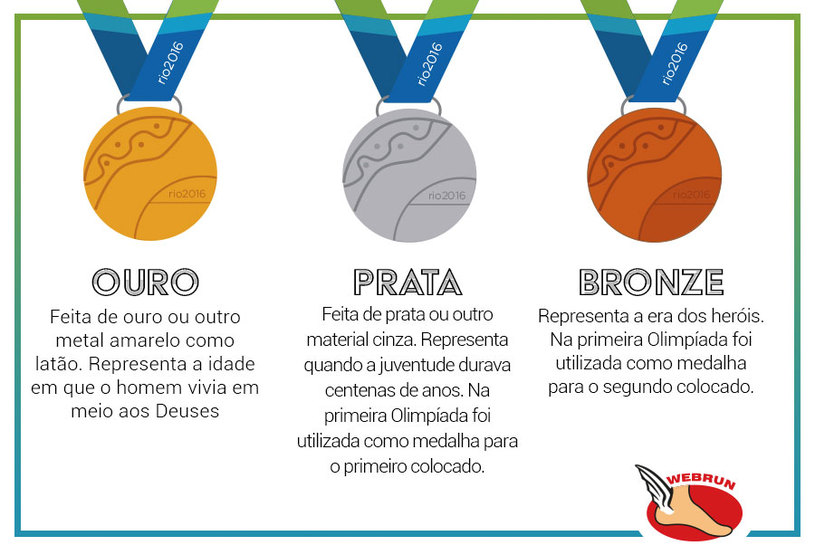 rio2016
rio2016
rio2016
rio2016
rio2016
rio2016
OURO
Feita de ouro ou outro
metal amarelo como
latão. Representa a idade
em que o homem vivia em
meio aos Deuses
PRATA
Feita de prata ou outro
material cinza. Representa
quando a juventude durava
centenas de anos. Na
primeira Olimpíada foi
utilizada como medalha para
o primeiro colocado.
BRONZE
Representa a era dos heróis.
Na primeira Olimpíada foi
utilizada como medalha
para o segundo colocado.
WEBRUN